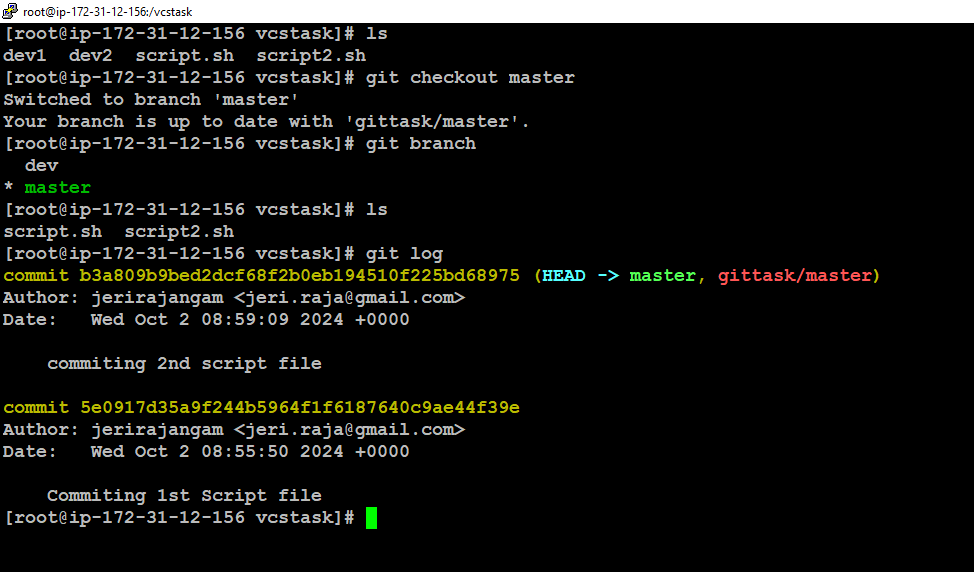 root@ip-172-31-12-156:/vcstask
[root@ip-172-31-12-156 vcstask]# ls
dev1  dev2  script.sh  script2.sh
[root@ip-172-31-12-156 vcstask]# git checkout master
Switched to branch 'master'
Your branch is up to date with 'gittask/master'.
[root@ip-172-31-12-156 vcstask]# git branch
  dev
* master
[root@ip-172-31-12-156 vcstask]# ls
script.sh  script2.sh
[root@ip-172-31-12-156 vcstask]# git log
commit b3a809b9bed2dcf68f2b0eb194510f225bd68975 (HEAD -> master, gittask/master)
Author: jerirajangam <jeri.raja@gmail.com>
Date:   Wed Oct 2 08:59:09 2024 +0000

    commiting 2nd script file

commit 5e0917d35a9f244b5964f1f6187640c9ae44f39e
Author: jerirajangam <jeri.raja@gmail.com>
Date:   Wed Oct 2 08:55:50 2024 +0000

    Commiting 1st Script file
[root@ip-172-31-12-156 vcstask]#